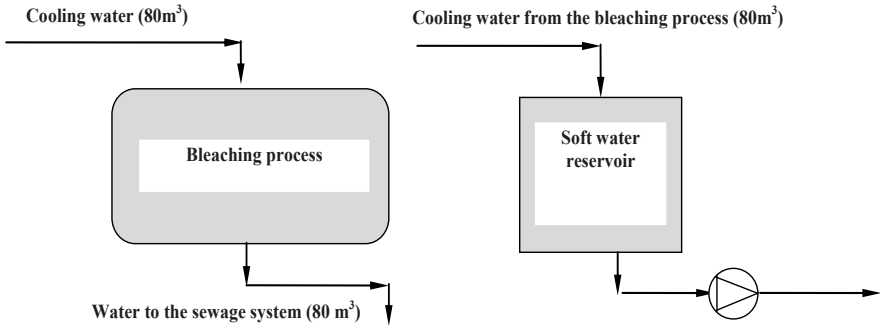 Cooling water (80m³)
Cooling water from the bleaching process (80m³)
Bleaching process
Soft water
reservoir
Water to the sewage system (80 m³)